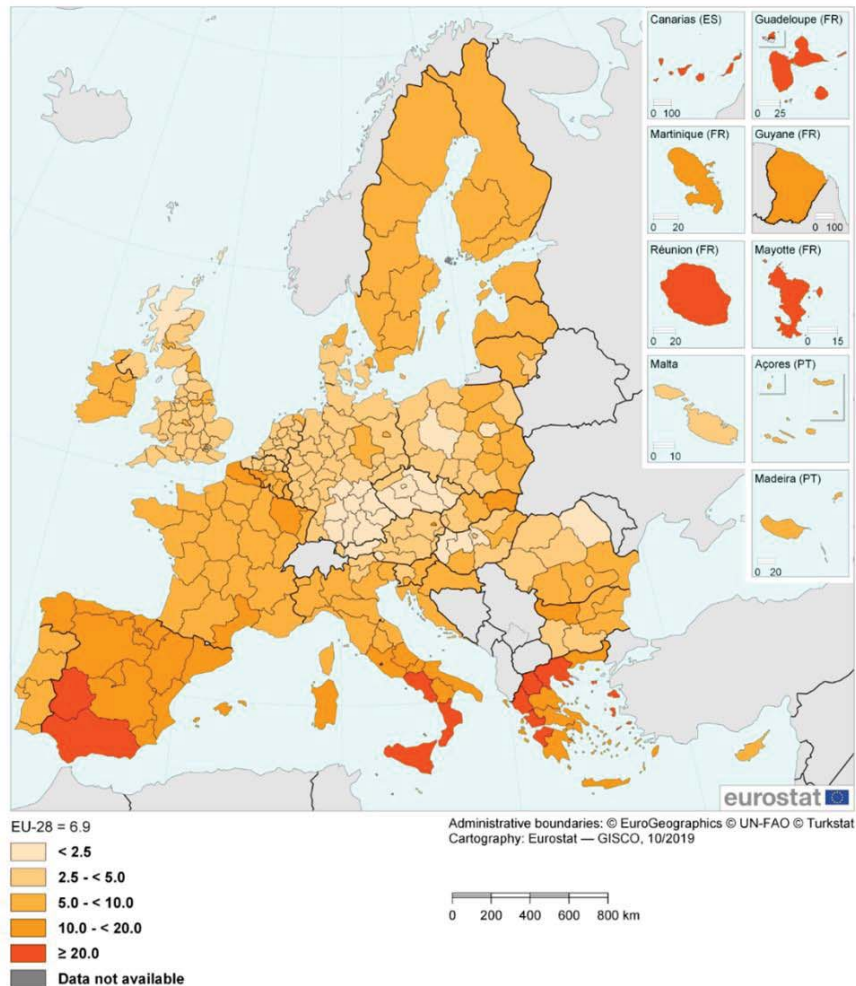 Canarias (ES)
0 100
Guadeloupe (FR)
0 25
Martinique (FR)
0 20
Guyane (FR)
0 100
Réunion (FR)
0 20
Mayotte (FR)
0 15
Malta
0 10
Açores (PT)
0 50
Madeira (PT)
0 20
eurostat
EU-28 = 6.9
< 2.5
2.5 - < 5.0
5.0 - < 10.0
10.0 - < 20.0
≥ 20.0
Data not available
Administrative boundaries: © EuroGeographics © UN-FAO © Turkstat
Cartography: Eurostat — GISCO, 10/2019
0 200 400 600 800 km